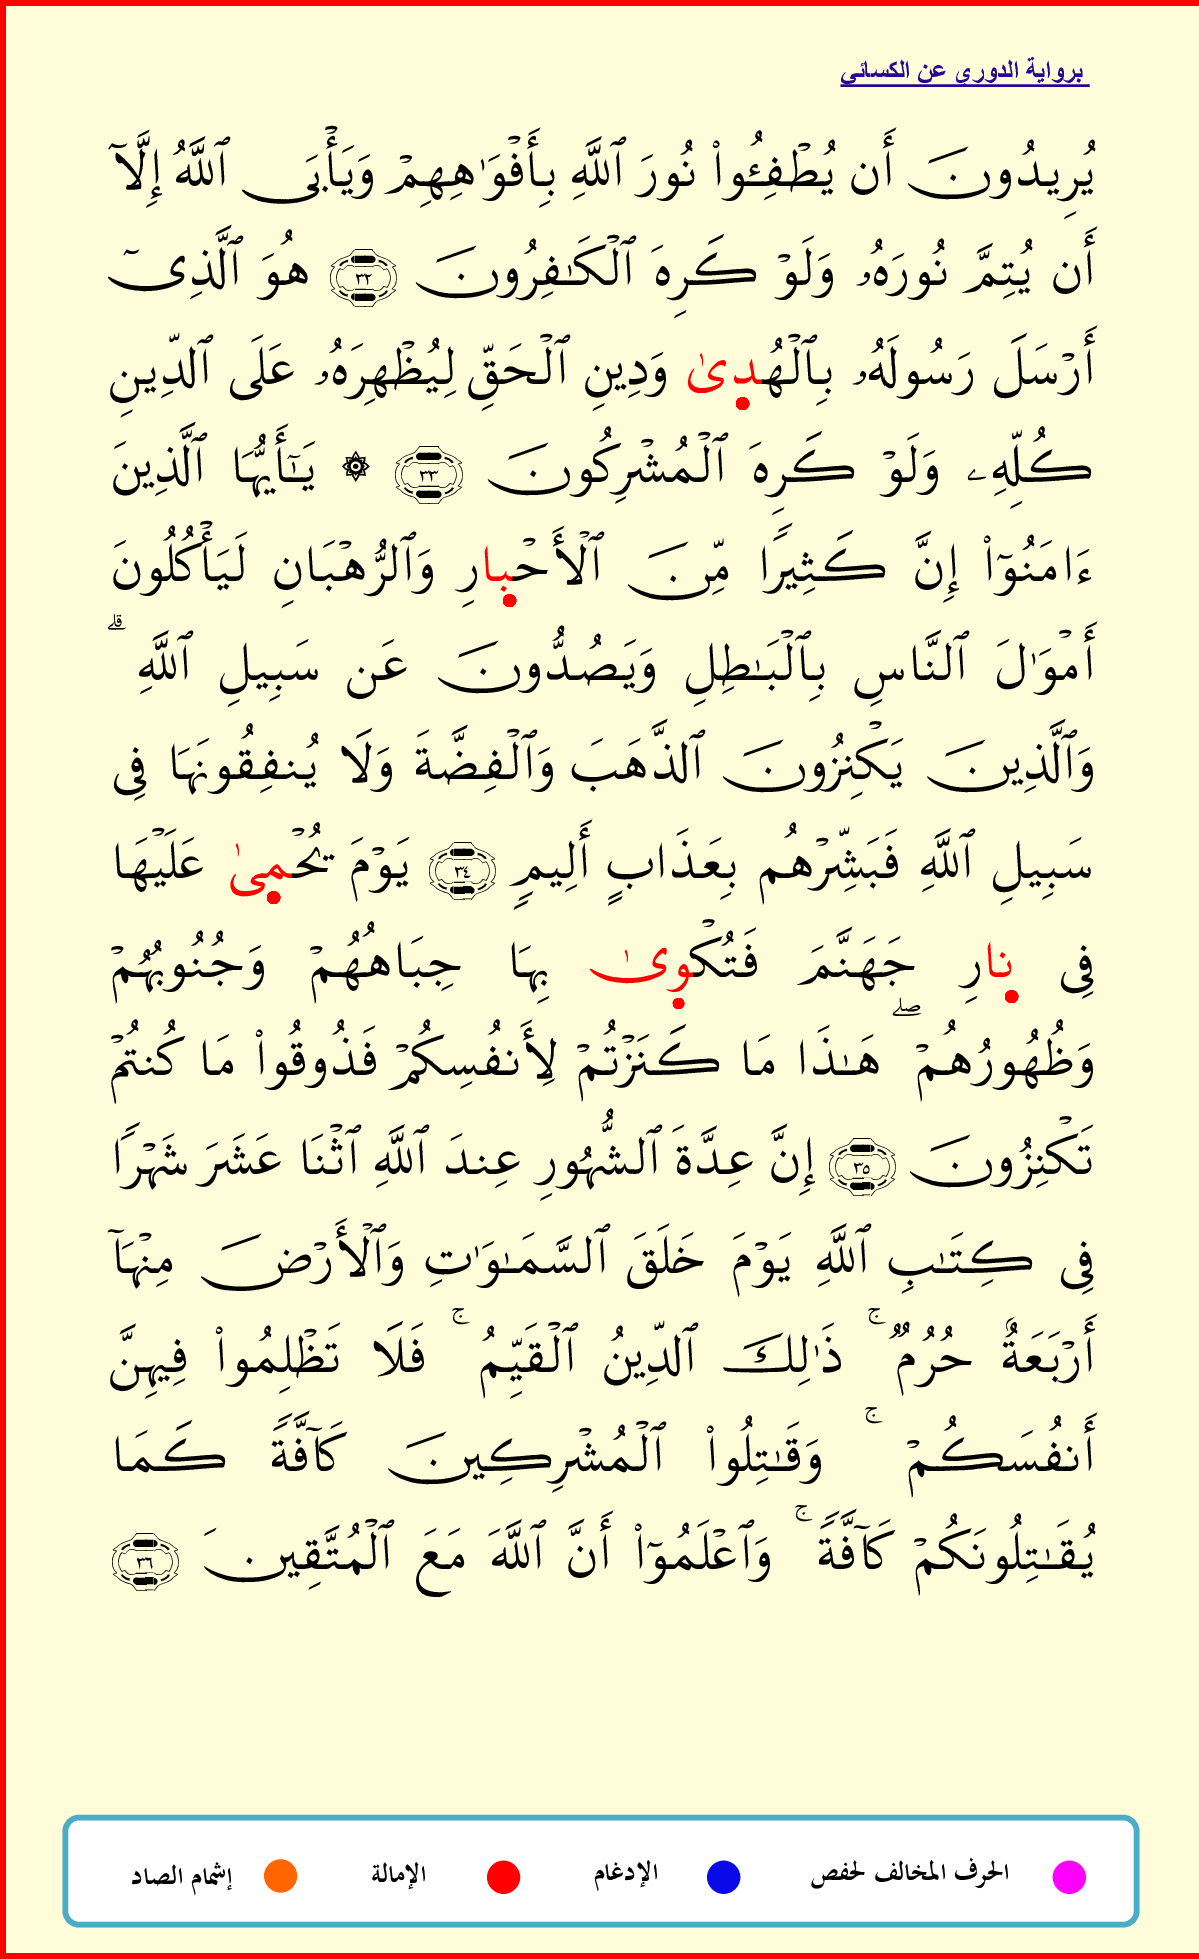 برواية الدوري عن الكسائي
يُرِيدُونَ أَن يُطْفِـُٔوا۟ نُورَ ٱللَّهِ بِأَفْوَٰهِهِمْ وَيَأْبَى ٱللَّهُ إِلَّآ
أَن يُتِمَّ نُورَهُۥ وَلَوْ كَرِهَ ٱلْكَـٰفِرُونَ ٣٢ هُوَ ٱلَّذِىٓ
أَرْسَلَ رَسُولَهُۥ بِٱلْهُدِىٰ وَدِينِ ٱلْحَقِّ لِيُظْهِرَهُۥ عَلَى ٱلدِّينِ
كُلِّهِۦ وَلَوْ كَرِهَ ٱلْمُشْرِكُونَ ٣٣ ۞ يَـٰٓأَيُّهَا ٱلَّذِينَ
ءَامَنُوٓا۟ إِنَّ كَثِيرًا مِّنَ ٱلْأَحْبارِ وَٱلرُّهْبَانِ لَيَأْكُلُونَ
أَمْوَٰلَ ٱلنَّاسِ بِٱلْبَـٰطِلِ وَيَصُدُّونَ عَن سَبِيلِ ٱللَّهِ ۗ
وَٱلَّذِينَ يَكْنِزُونَ ٱلذَّهَبَ وَٱلْفِضَّةَ وَلَا يُنفِقُونَهَا فِى
سَبِيلِ ٱللَّهِ فَبَشِّرْهُم بِعَذَابٍ أَلِيمٍ ٣٤ يَوْمَ يُحْمِىٰ عَلَيْهَا
فِى نارِ جَهَنَّمَ فَتُكْوِىٰ بِهَا جِبَاهُهُمْ وَجُنُوبُهُمْ
وَظُهُورُهُمْ ۖ هَـٰذَا مَا كَنَزْتُمْ لِأَنفُسِكُمْ فَذُوقُوا۟ مَا كُنتُمْ
تَكْنِزُونَ ٣٥ إِنَّ عِدَّةَ ٱلشُّهُورِ عِندَ ٱللَّهِ ٱثْنَا عَشَرَ شَهْرًا
فِى كِتَـٰبِ ٱللَّهِ يَوْمَ خَلَقَ ٱلسَّمَـٰوَٰتِ وَٱلْأَرْضَ مِنْهَآ
أَرْبَعَةٌ حُرُمٌ ۚ ذَٰلِكَ ٱلدِّينُ ٱلْقَيِّمُ ۚ فَلَا تَظْلِمُوا۟ فِيهِنَّ
أَنفُسَكُمْ ۚ وَقَـٰتِلُوا۟ ٱلْمُشْرِكِينَ كَآفَّةً كَمَا
يُقَـٰتِلُونَكُمْ كَآفَّةً ۚ وَٱعْلَمُوٓا۟ أَنَّ ٱللَّهَ مَعَ ٱلْمُتَّقِينَ ٣٦
الحرف المخالف لحفص الإدغام الإمالة إشمام الصاد